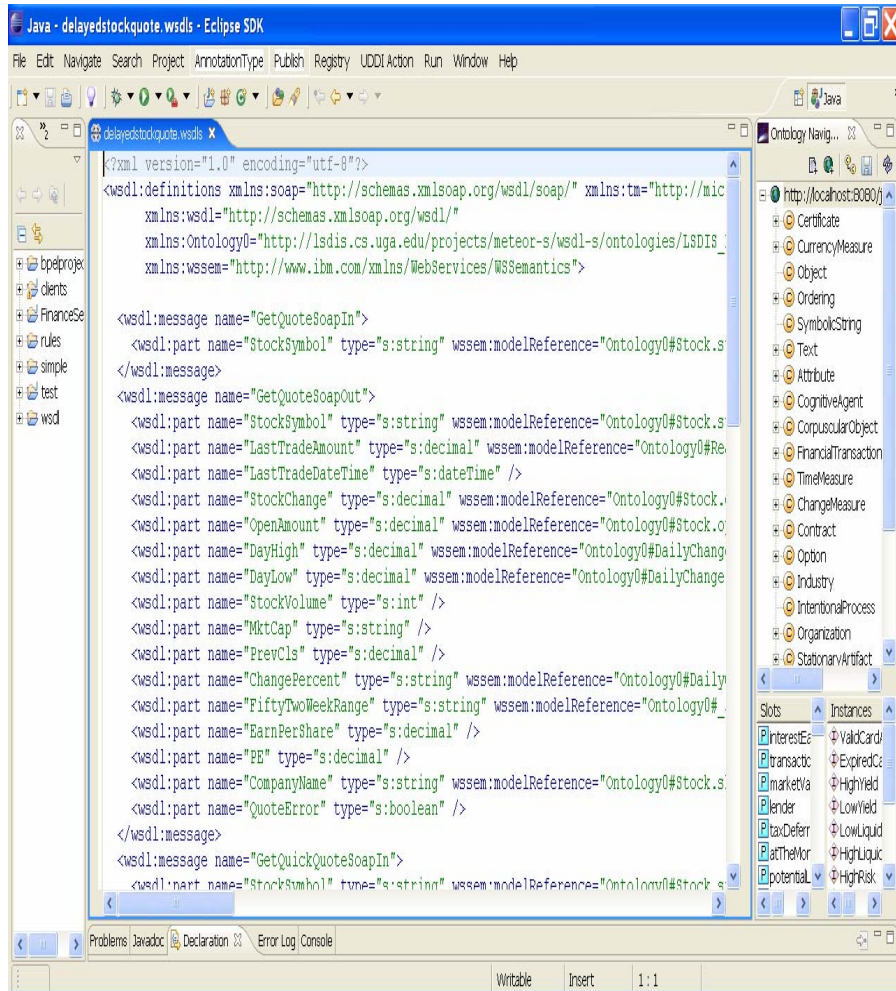 Java - delayedstockquote.wsdls - Eclipse SDK
File Edit Navigate Search Project AnnotationType Publish Registry UDDI Action Run Window Help
Java
2
delayedstockquote.wsdls
Ontology Navig...
<?xml version="1.0" encoding="utf-8"?>
<wsdl:definitions xmlns:soap="http://schemas.xmlsoap.org/wsdl/soap/" xmlns:tm="http://mic
xmlns:wsdl="http://schemas.xmlsoap.org/wsdl/"
xmlns:Ontology0="http://lsdis.cs.uga.edu/projects/meteor-s/wsdl-s/ontologies/LSDIS_
xmlns:wssem="http://www.ibm.com/xmlns/WebServices/WSSemantics">
<wsdl:message name="GetQuoteSoapIn">
<wsdl:part name="StockSymbol" type="s:string" wssem:modelReference="Ontology0#Stock.s
</wsdl:message>
<wsdl:message name="GetQuoteSoapOut">
<wsdl:part name="StockSymbol" type="s:string" wssem:modelReference="Ontology0#Stock.s
<wsdl:part name="LastTradeAmount" type="s:decimal" wssem:modelReference="Ontology0#Re
<wsdl:part name="LastTradeDateTime" type="s:dateTime" />
<wsdl:part name="StockChange" type="s:decimal" wssem:modelReference="Ontology0#Stock.
<wsdl:part name="OpenAmount" type="s:decimal" wssem:modelReference="Ontology0#Stock.o
<wsdl:part name="DayHigh" type="s:decimal" wssem:modelReference="Ontology0#DailyChang
<wsdl:part name="DayLow" type="s:decimal" wssem:modelReference="Ontology0#DailyChange
<wsdl:part name="StockVolume" type="s:int" />
<wsdl:part name="MktCap" type="s:string" />
<wsdl:part name="PrevCls" type="s:decimal" />
<wsdl:part name="ChangePercent" type="s:string" wssem:modelReference="Ontology0#Daily
<wsdl:part name="FiftyTwoWeekRange" type="s:string" wssem:modelReference="Ontology0#_
<wsdl:part name="EarnPerShare" type="s:decimal" />
<wsdl:part name="PE" type="s:decimal" />
<wsdl:part name="CompanyName" type="s:string" wssem:modelReference="Ontology0#Stock.s
<wsdl:part name="QuoteError" type="s:boolean" />
</wsdl:message>
<wsdl:message name="GetQuickQuoteSoapIn">
<wsdl:part name="StockSymbol" type="s:string" wssem:modelReference="Ontology0#Stock.s
bpelprojec
clients
FinanceSe
rules
simple
test
wsdl
http://localhost:8080/j
Certificate
CurrencyMeasure
Object
Ordering
SymbolicString
Text
Attribute
CognitiveAgent
CorpuscularObject
FinancialTransaction
TimeMeasure
ChangeMeasure
Contract
Option
Industry
IntentionalProcess
Organization
StationaryArtifact
Slots
interestEa
transactic
marketVa
lender
taxDeferr
atTheMor
potentialL
Instances
ValidCard/
ExpiredCa
HighYield
LowYield
LowLiquid
HighLiquic
HighRisk
Problems Javadoc Declaration Error Log Console
Writable Insert 1 : 1